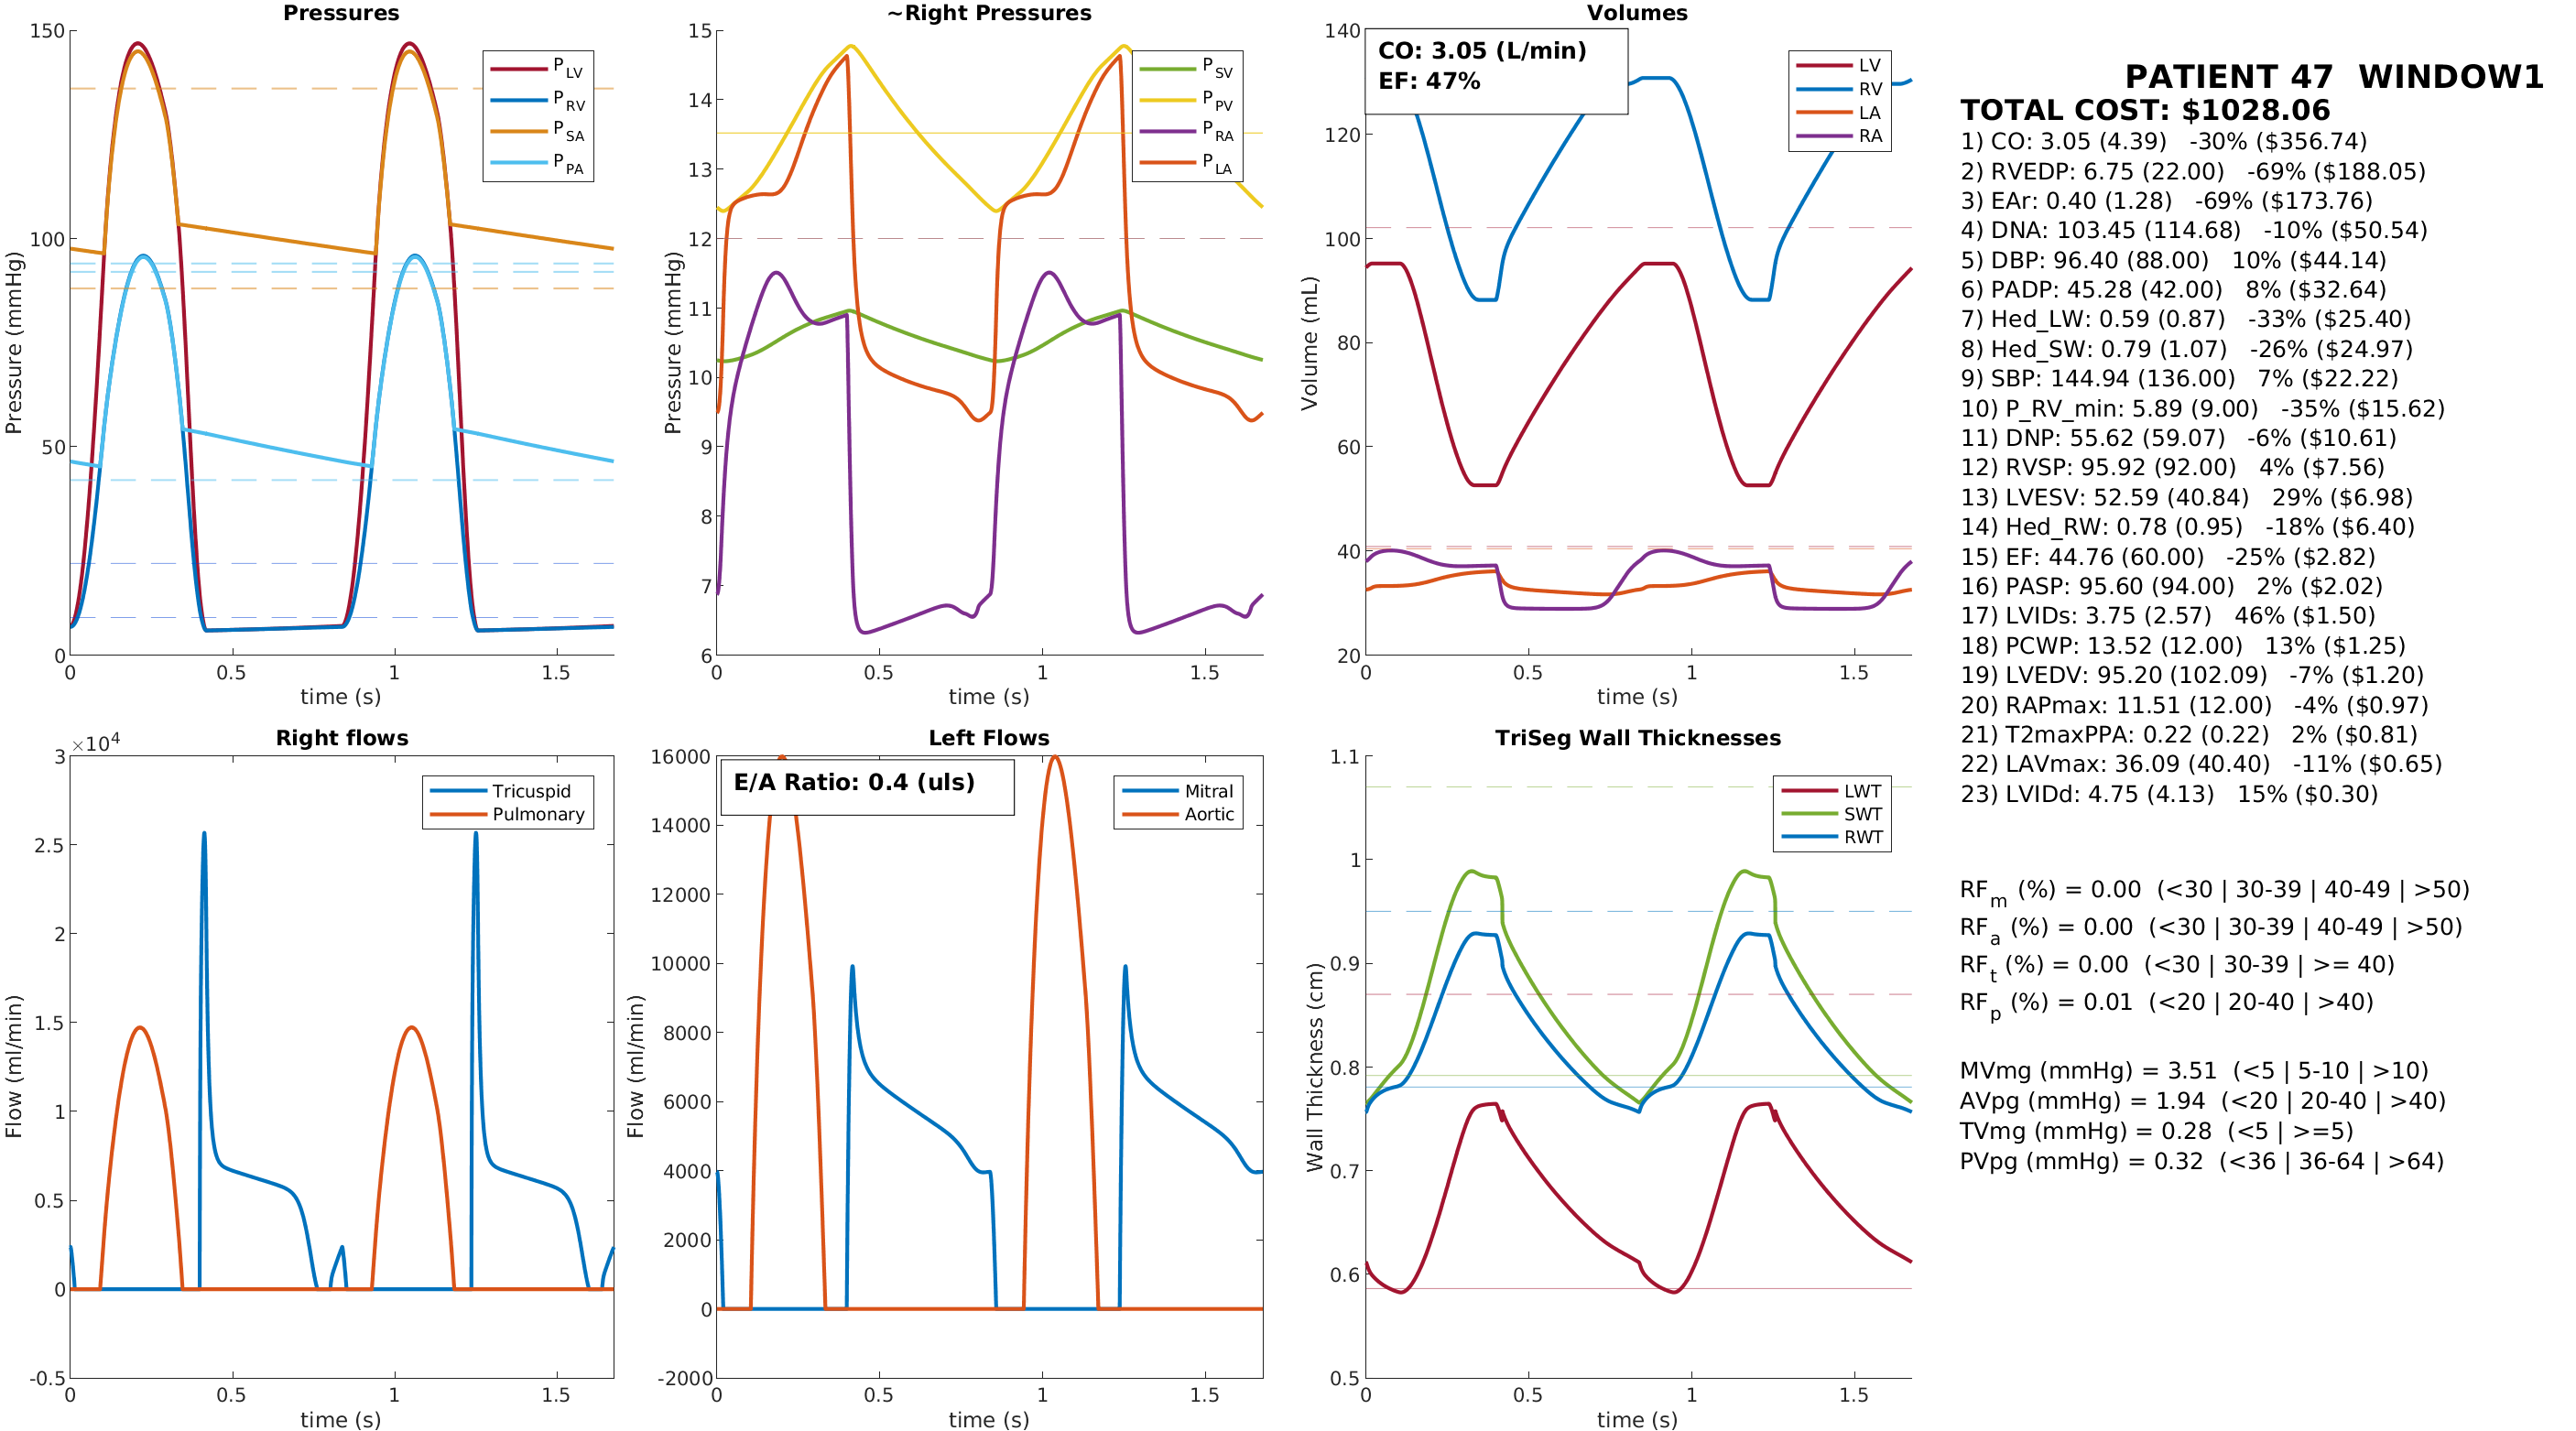 Pressures
150
100
50
0
Pressure (mmHg)
P LV
P RV
P SA
P PA
0 0.5 1 1.5
time (s)
~Right Pressures
15
14
13
12
11
10
9
8
7
6
Pressure (mmHg)
P SV
P PV
P RA
P LA
0 0.5 1 1.5
time (s)
Volumes
140
120
100
80
60
40
20
Volume (mL)
CO: 3.05 (L/min)
EF: 47%
LV
RV
LA
RA
0 0.5 1 1.5
time (s)
PATIENT 47 WINDOW1
TOTAL COST: $1028.06
1) CO: 3.05 (4.39) -30% ($356.74)
2) RVEDP: 6.75 (22.00) -69% ($188.05)
3) EAr: 0.40 (1.28) -69% ($173.76)
4) DNA: 103.45 (114.68) -10% ($50.54)
5) DBP: 96.40 (88.00) 10% ($44.14)
6) PADP: 45.28 (42.00) 8% ($32.64)
7) Hed_LW: 0.59 (0.87) -33% ($25.40)
8) Hed_SW: 0.79 (1.07) -26% ($24.97)
9) SBP: 144.94 (136.00) 7% ($22.22)
10) P_RV_min: 5.89 (9.00) -35% ($15.62)
11) DNP: 55.62 (59.07) -6% ($10.61)
12) RVSP: 95.92 (92.00) 4% ($7.56)
13) LVESV: 52.59 (40.84) 29% ($6.98)
14) Hed_RW: 0.78 (0.95) -18% ($6.40)
15) EF: 44.76 (60.00) -25% ($2.82)
16) PASP: 95.60 (94.00) 2% ($2.02)
17) LVIDs: 3.75 (2.57) 46% ($1.50)
18) PCWP: 13.52 (12.00) 13% ($1.25)
19) LVEDV: 95.20 (102.09) -7% ($1.20)
20) RAPmax: 11.51 (12.00) -4% ($0.97)
21) T2maxPPA: 0.22 (0.22) 2% ($0.81)
22) LAVmax: 36.09 (40.40) -11% ($0.65)
23) LVIDd: 4.75 (4.13) 15% ($0.30)
RF m (%) = 0.00 (<30 | 30-39 | 40-49 | >50)
RF a (%) = 0.00 (<30 | 30-39 | 40-49 | >50)
RF t (%) = 0.00 (<30 | 30-39 | >= 40)
RF p (%) = 0.01 (<20 | 20-40 | >40)
MVmg (mmHg) = 3.51 (<5 | 5-10 | >10)
AVpg (mmHg) = 1.94 (<20 | 20-40 | >40)
TVmg (mmHg) = 0.28 (<5 | >=5)
PVpg (mmHg) = 0.32 (<36 | 36-64 | >64)
Right flows
×10 4
3
2.5
2
1.5
1
0.5
0
-0.5
Flow (ml/min)
Tricuspid
Pulmonary
0 0.5 1 1.5
time (s)
Left Flows
16000
14000
12000
10000
8000
6000
4000
2000
0
-2000
Flow (ml/min)
E/A Ratio: 0.4 (uls)
Mitral
Aortic
0 0.5 1 1.5
time (s)
TriSeg Wall Thicknesses
1.1
1
0.9
0.8
0.7
0.6
0.5
Wall Thickness (cm)
LWT
SWT
RWT
0 0.5 1 1.5
time (s)